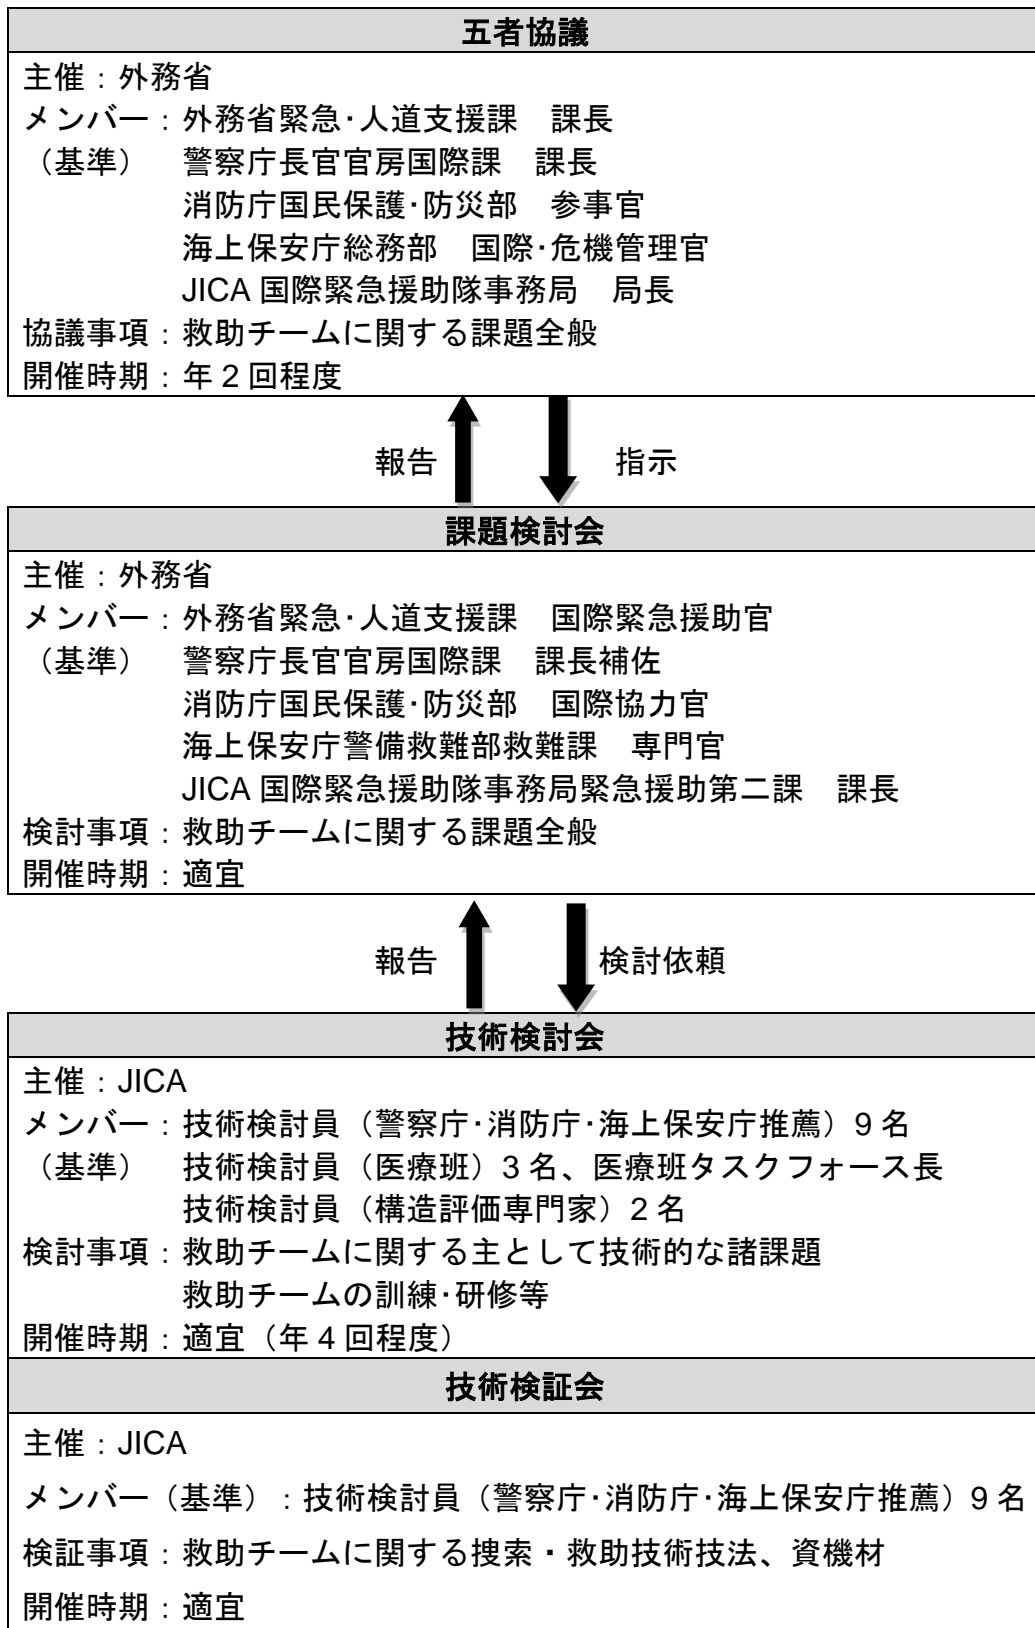 五者協議
主催：外務省
メンバー：外務省緊急･人道支援課　課長
（基準）　警察庁長官官房国際課　課長
消防庁国民保護･防災部　参事官
海上保安庁総務部　国際･危機管理官
JICA 国際緊急援助隊事務局　局長
協議事項：救助チームに関する課題全般
開催時期：年 2 回程度
報告　指示
課題検討会
主催：外務省
メンバー：外務省緊急･人道支援課　国際緊急援助官
（基準）　警察庁長官官房国際課　課長補佐
消防庁国民保護･防災部　国際協力官
海上保安庁警備救難部救難課　専門官
JICA 国際緊急援助隊事務局緊急援助第二課　課長
検討事項：救助チームに関する課題全般
開催時期：適宜
報告　検討依頼
技術検討会
主催：JICA
メンバー：技術検討員（警察庁･消防庁･海上保安庁推薦）9 名
（基準）　技術検討員（医療班）3 名、医療班タスクフォース長
技術検討員（構造評価専門家）2 名
検討事項：救助チームに関する主として技術的な諸課題
救助チームの訓練･研修等
開催時期：適宜（年 4 回程度）
技術検証会
主催：JICA
メンバー（基準）：技術検討員（警察庁･消防庁･海上保安庁推薦）9 名
検証事項：救助チームに関する捜索・救助技術技法、資機材
開催時期：適宜